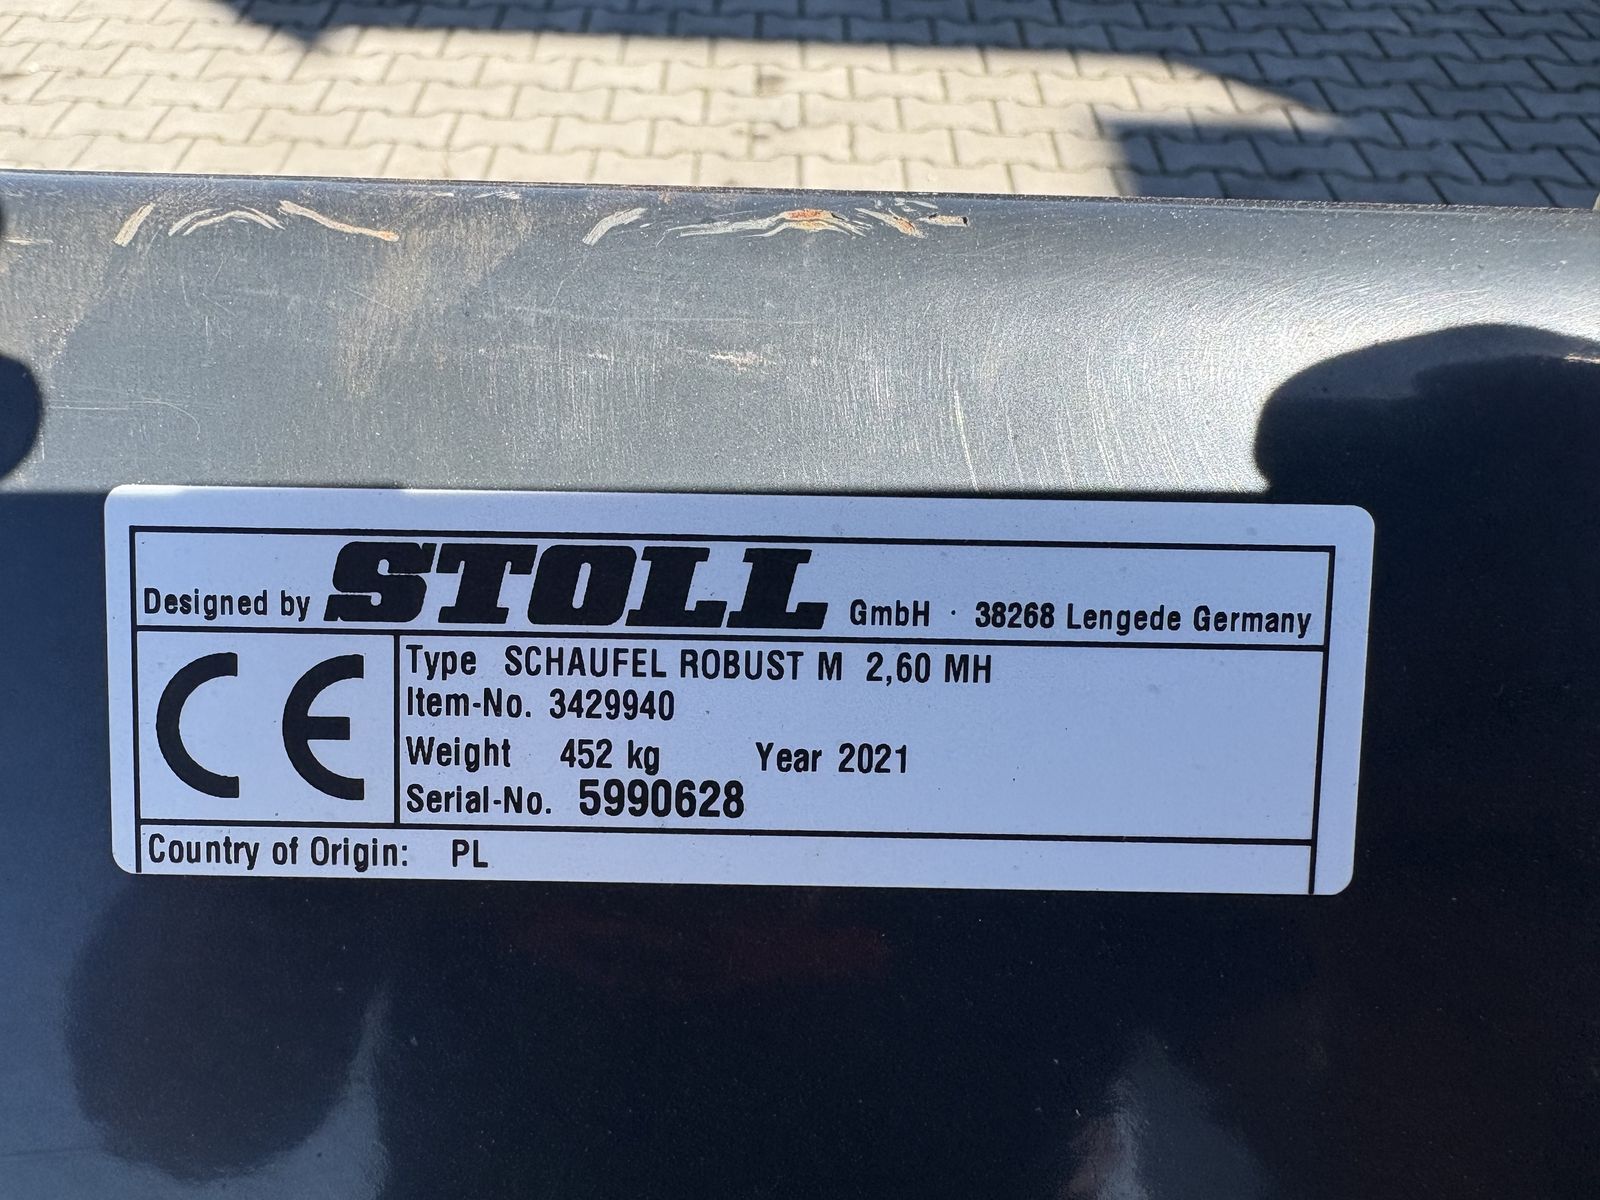 Designed by STOLL GmbH · 38268 Lengede Germany
CE
Type SCHAUFEL ROBUST M 2,60 MH
Item-No. 3429940
Weight 452 kg Year 2021
Serial-No. 5990628
Country of Origin: PL